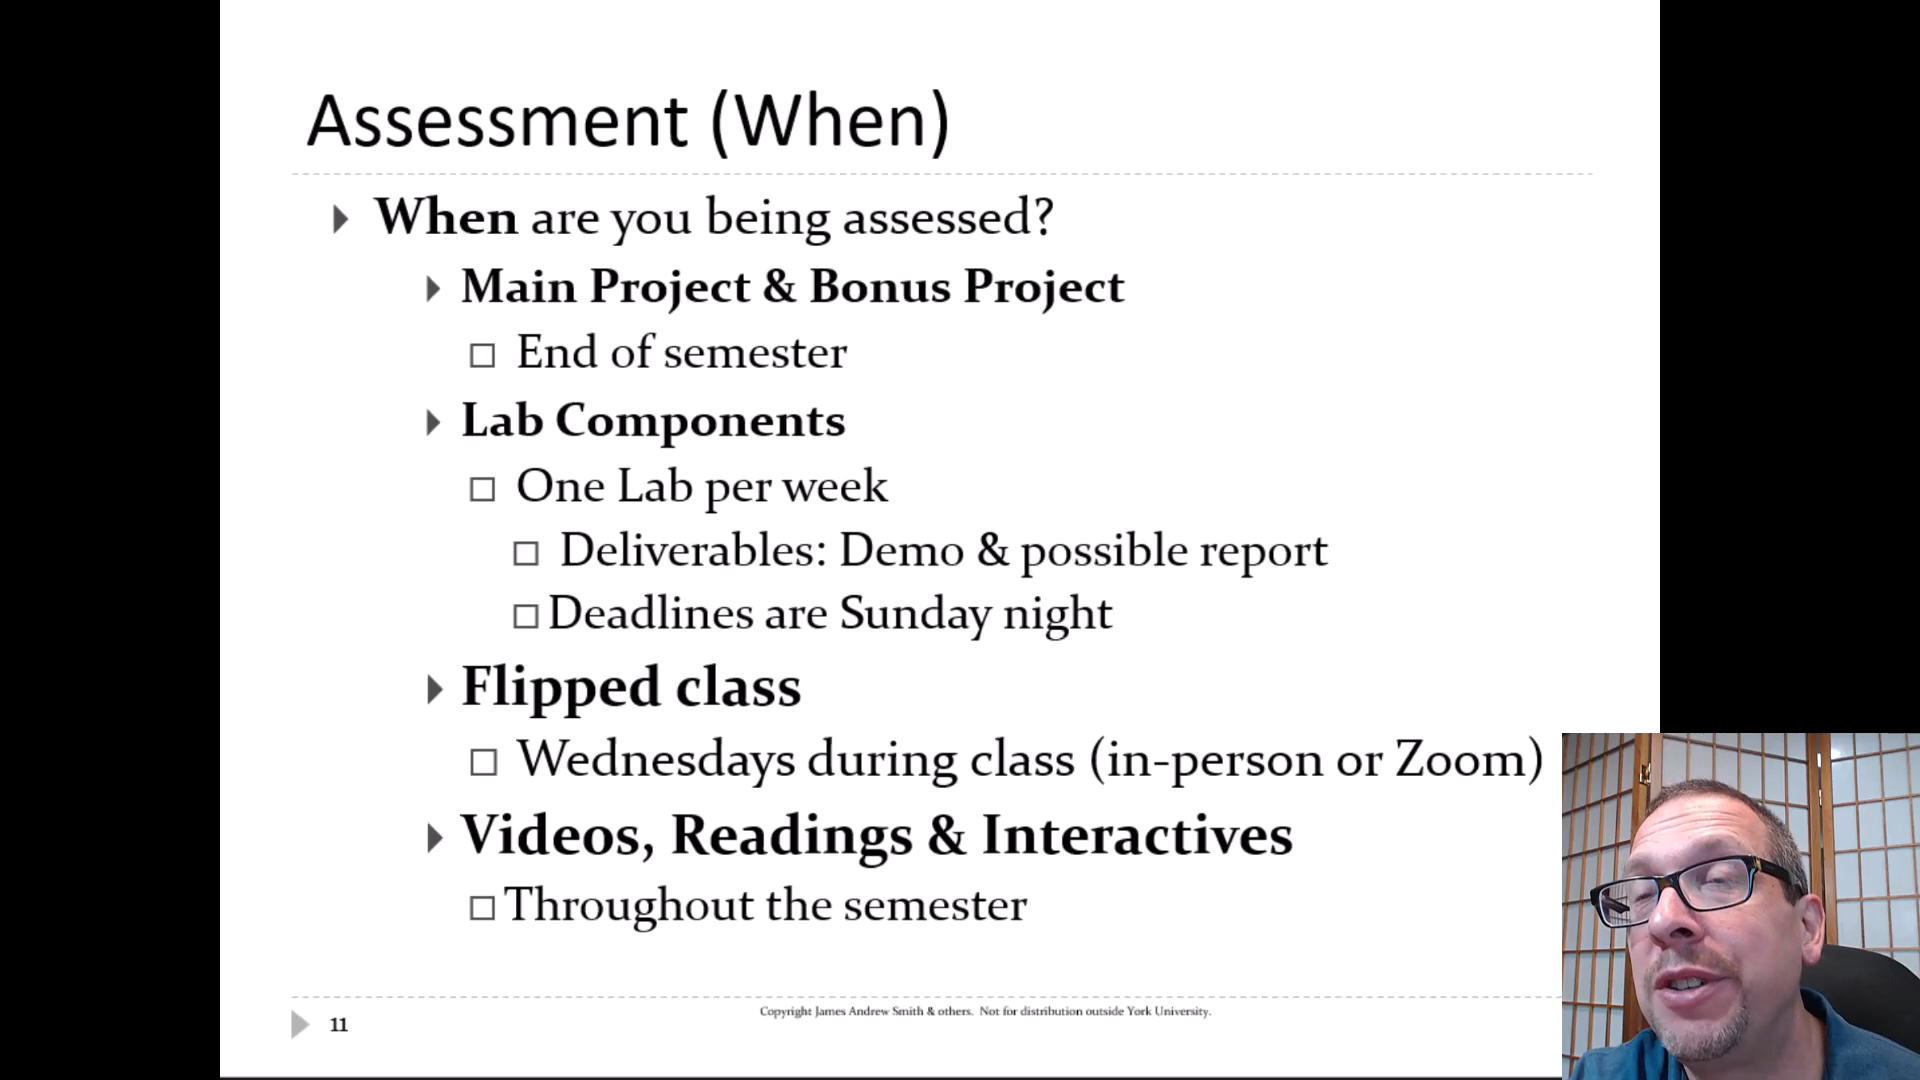 Assessment (When)
When are you being assessed?
Main Project & Bonus Project
End of semester
Lab Components
One Lab per week
Deliverables: Demo & possible report
Deadlines are Sunday night
Flipped class
Wednesdays during class (in-person or Zoom)
Videos, Readings & Interactives
Throughout the semester
Copyright James Andrew Smith & others. Not for distribution outside York University.
11